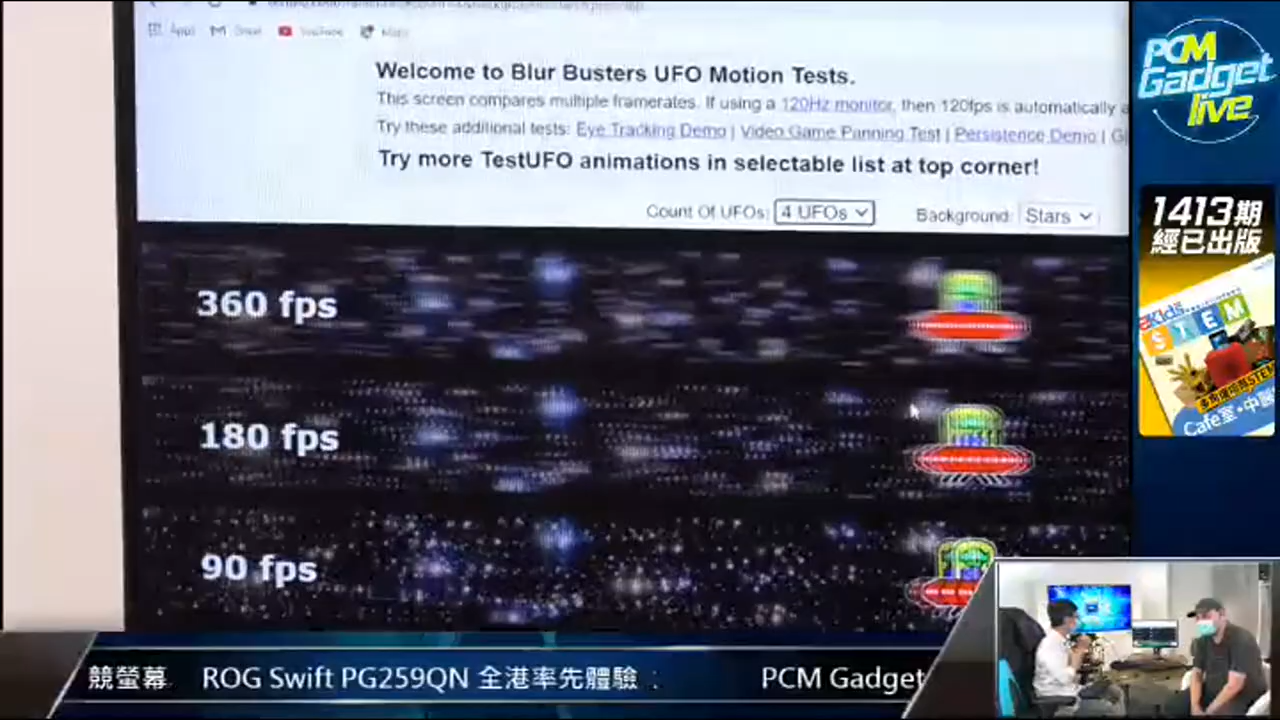 Apps
Gmail
YouTube
Maps
Welcome to Blur Busters UFO Motion Tests.
This screen compares multiple framerates. If using a 120Hz monitor, then 120fps is automatically a
Try these additional tests: Eye Tracking Demo | Video Game Panning Test | Persistence Demo | Gl
Try more TestUFO animations in selectable list at top corner!
Count Of UFOs: 4 UFOs Background: Stars
360 fps
180 fps
90 fps
PCM
Gadget
live
1413期
經已出版
eKids
STEM
Cafe室·中
競螢幕 ROG Swift PG259QN 全港率先體驗 : PCM Gadget